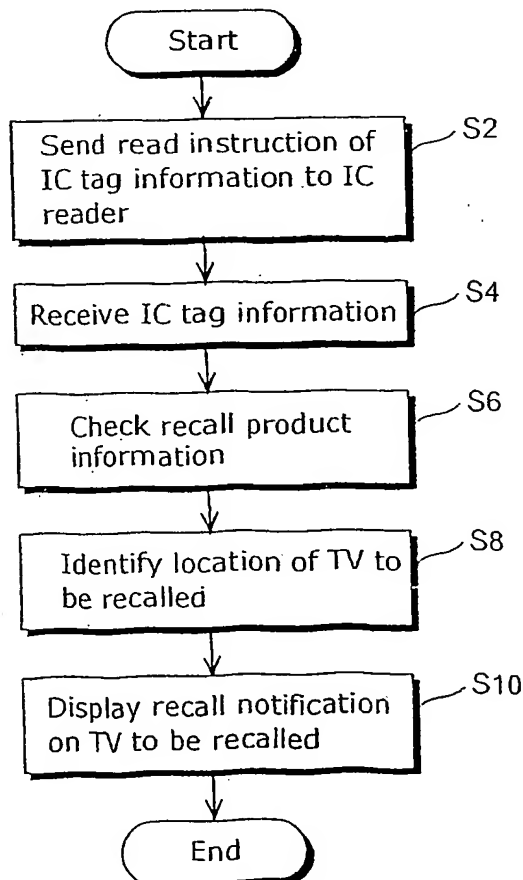 Start
Send read instruction of
IC tag information to IC
reader
S2
Receive IC tag information
S4
Check recall product
information
S6
Identify location of TV to
be recalled
S8
Display recall notification
on TV to be recalled
S10
End